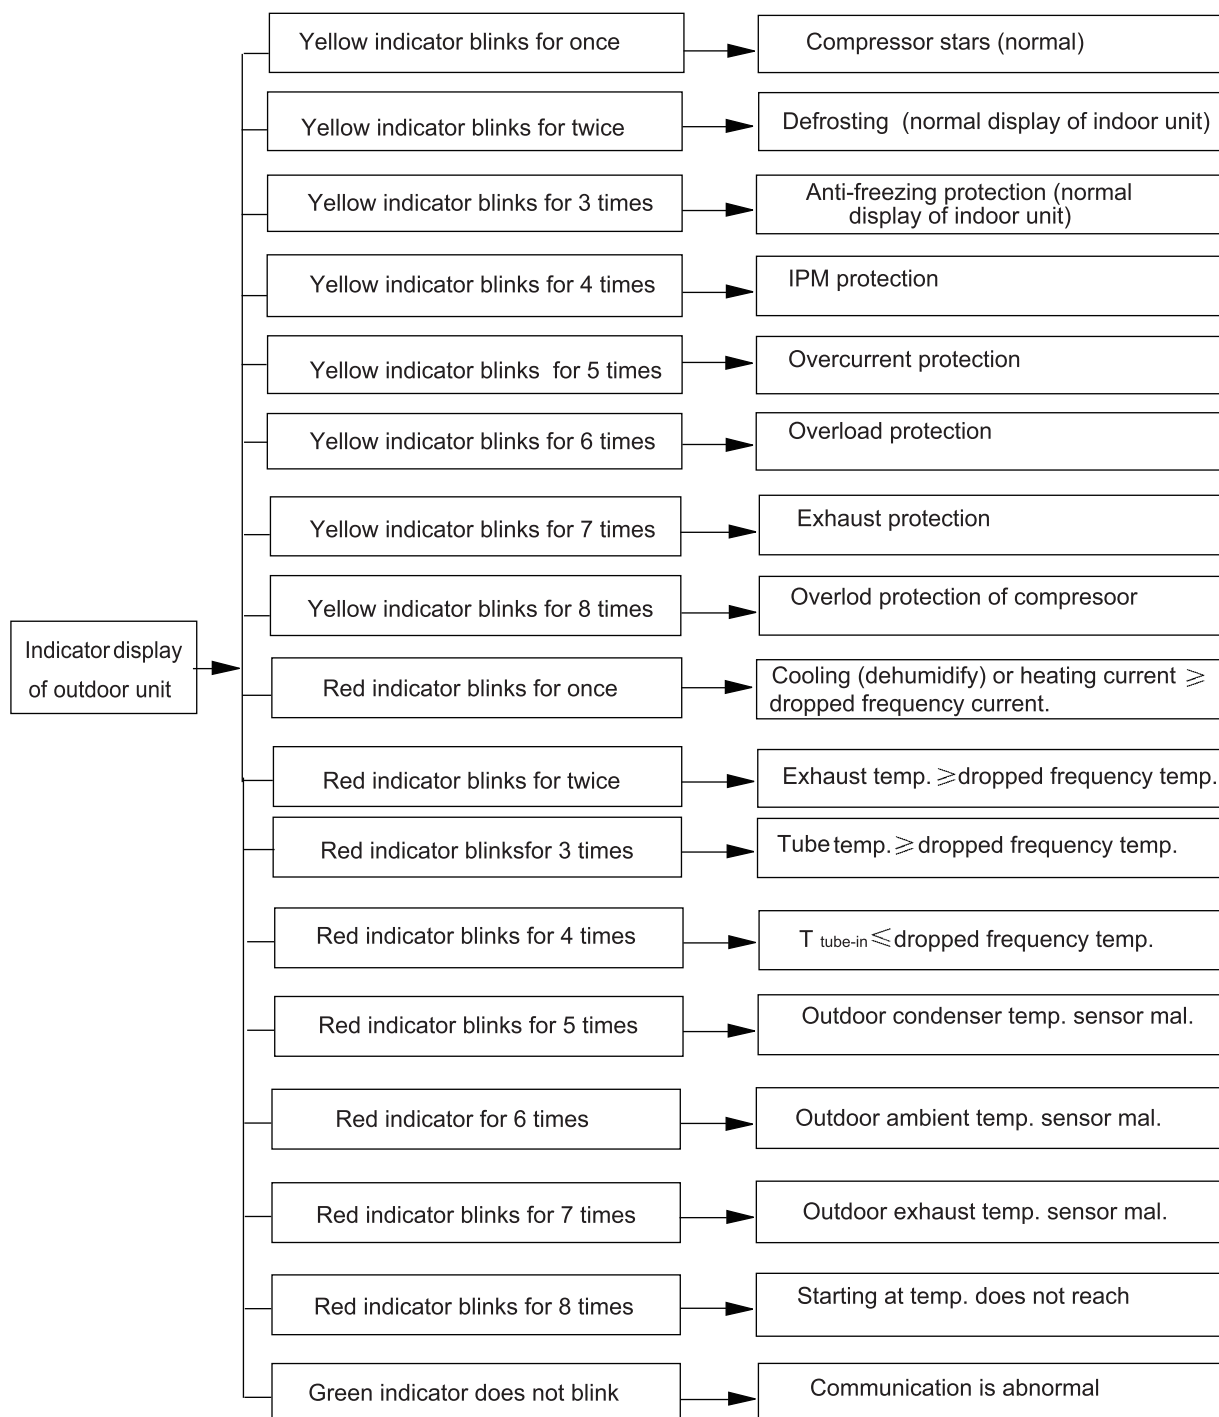 Yellow indicator blinks for once
Compressor stars (normal)
Yellow indicator blinks for twice
Defrosting (normal display of indoor unit)
Yellow indicator blinks for 3 times
Anti-freezing protection (normal
display of indoor unit)
Yellow indicator blinks for 4 times
IPM protection
Yellow indicator blinks for 5 times
Overcurrent protection
Yellow indicator blinks for 6 times
Overload protection
Yellow indicator blinks for 7 times
Exhaust protection
Yellow indicator blinks for 8 times
Overlod protection of compresoor
Indicator display
of outdoor unit
Red indicator blinks for once
Cooling (dehumidify) or heating current ≥
dropped frequency current.
Red indicator blinks for twice
Exhaust temp. ≥dropped frequency temp.
Red indicator blinksfor 3 times
Tube temp. ≥ dropped frequency temp.
Red indicator blinks for 4 times
T tube-in ≤dropped frequency temp.
Red indicator blinks for 5 times
Outdoor condenser temp. sensor mal.
Red indicator for 6 times
Outdoor ambient temp. sensor mal.
Red indicator blinks for 7 times
Outdoor exhaust temp. sensor mal.
Red indicator blinks for 8 times
Starting at temp. does not reach
Green indicator does not blink
Communication is abnormal